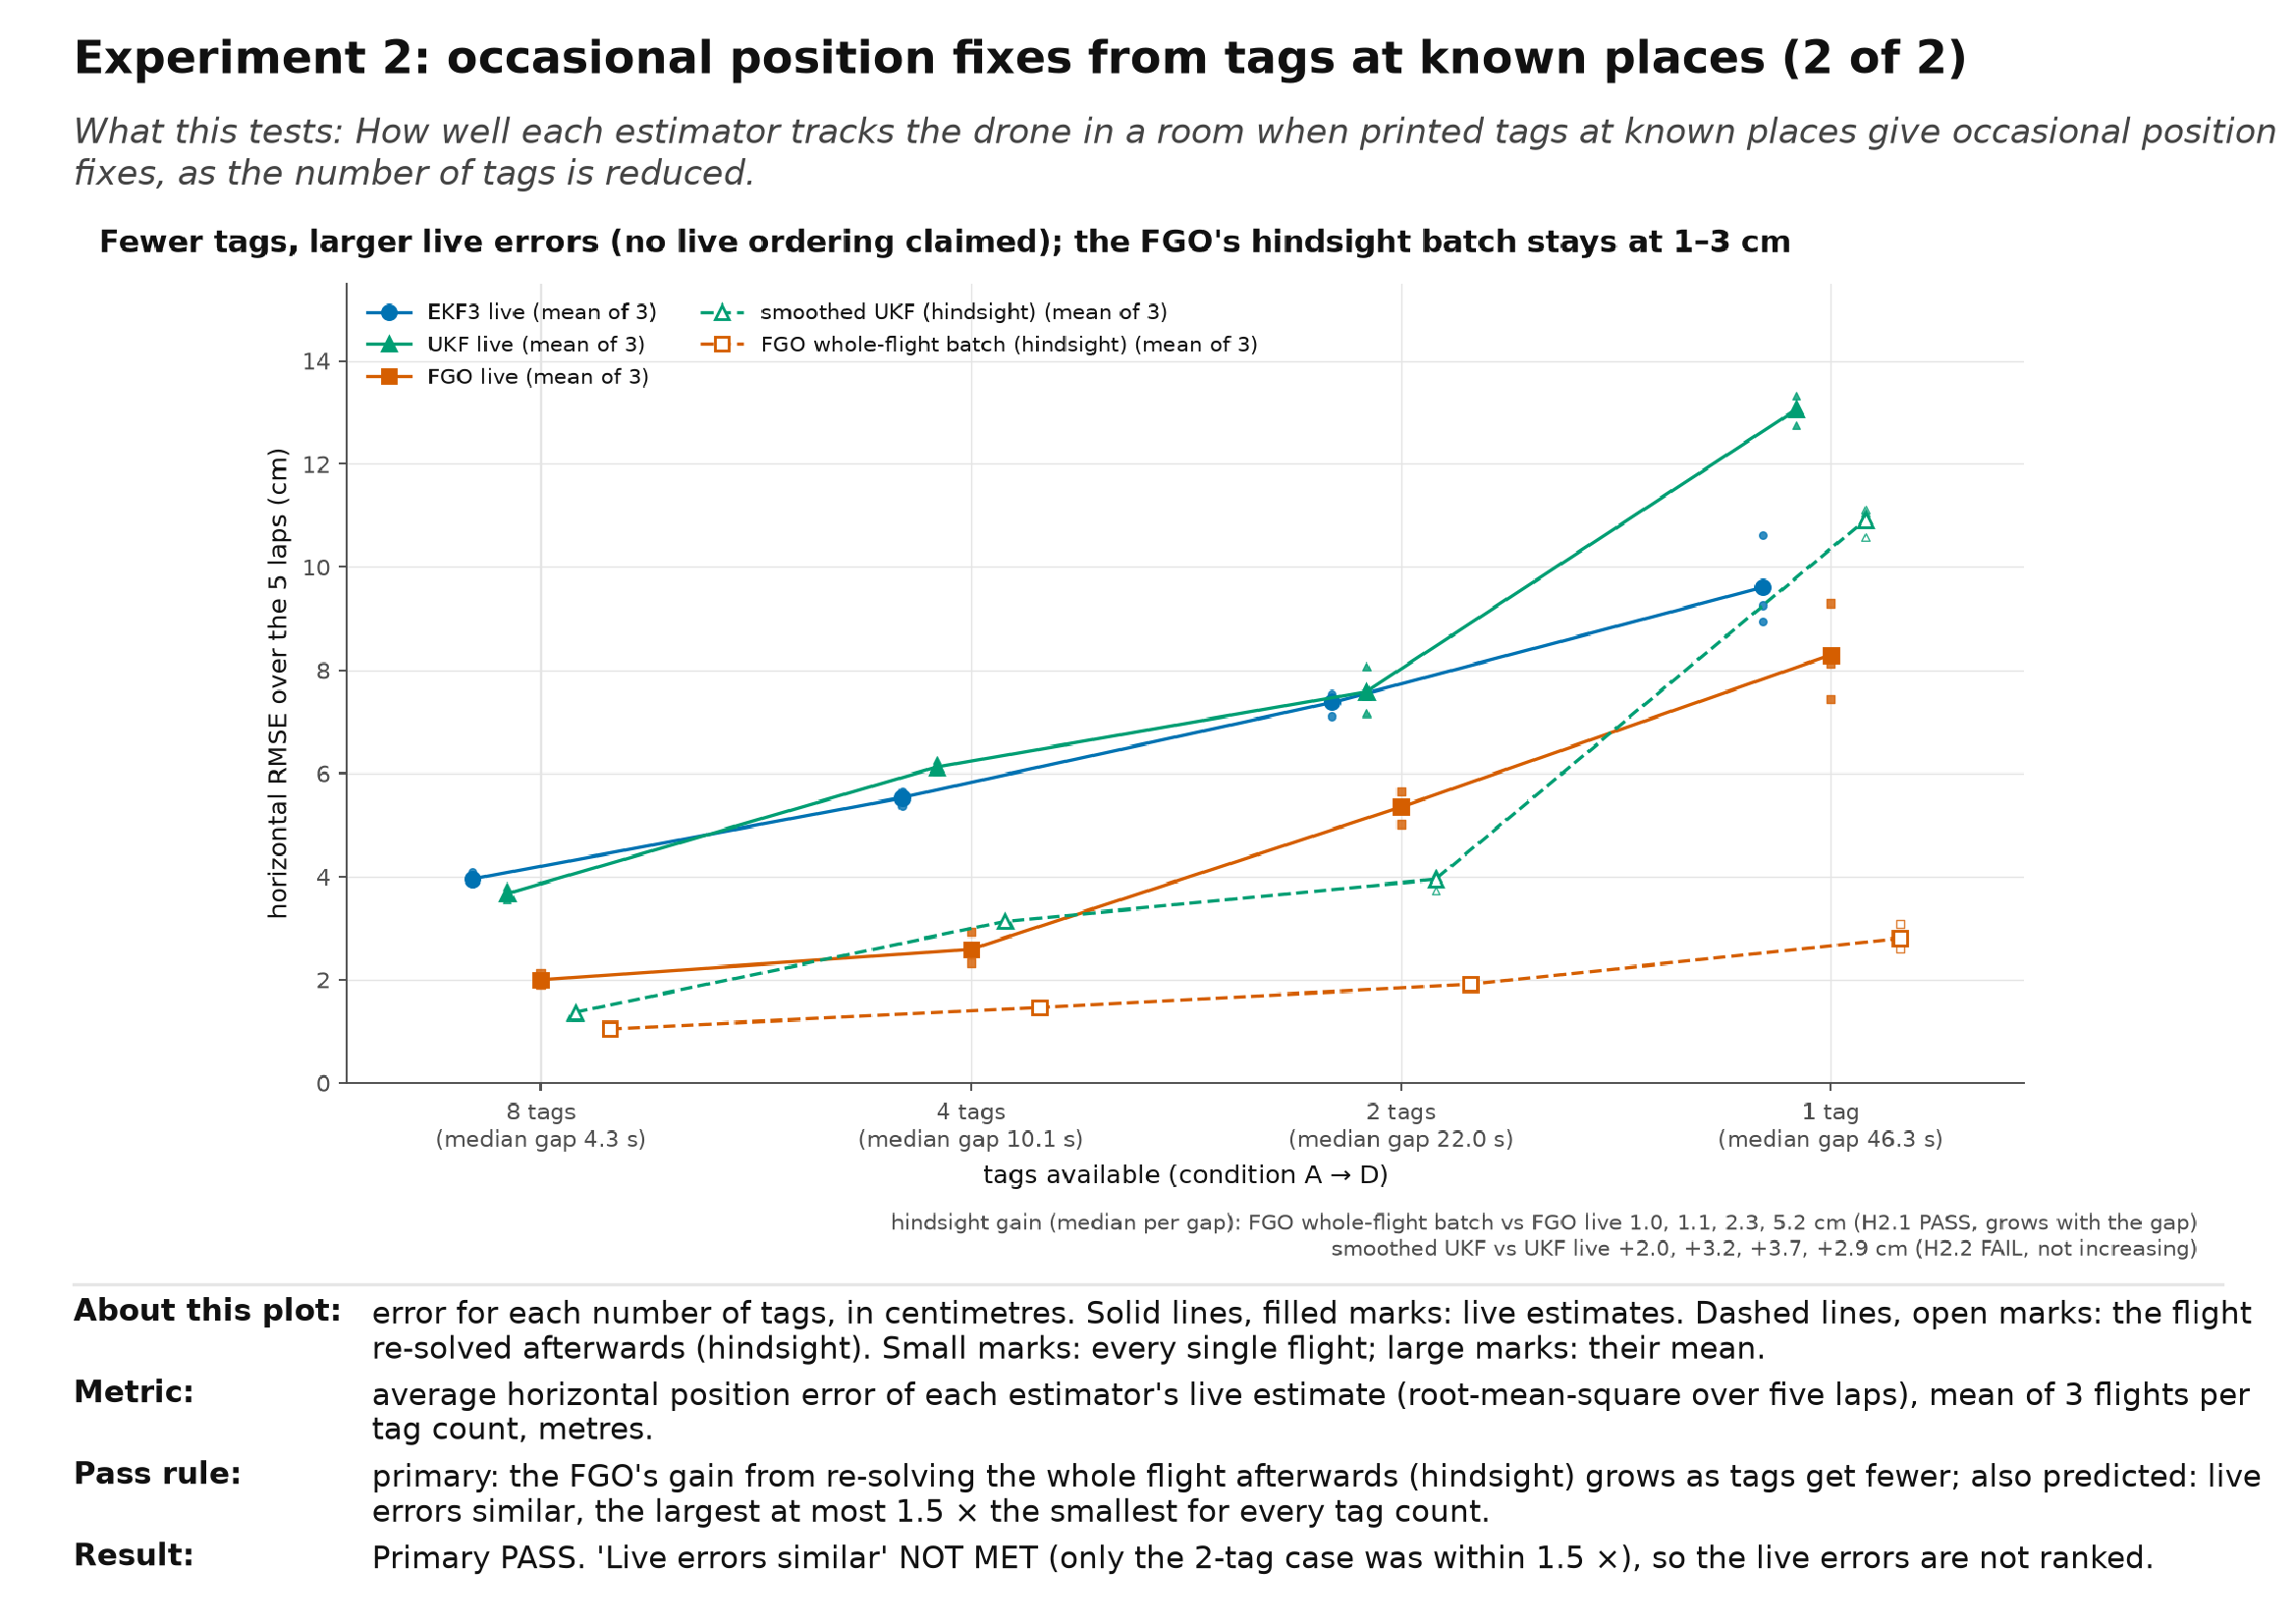 Experiment 2: occasional position fixes from tags at known places (2 of 2)
What this tests: How well each estimator tracks the drone in a room when printed tags at known places give occasional position
fixes, as the number of tags is reduced.
Fewer tags, larger live errors (no live ordering claimed); the FGO's hindsight batch stays at 1–3 cm
EKF3 live (mean of 3)
UKF live (mean of 3)
FGO live (mean of 3)
smoothed UKF (hindsight) (mean of 3)
FGO whole-flight batch (hindsight) (mean of 3)
horizontal RMSE over the 5 laps (cm)
14
12
10
8
6
4
2
0
8 tags
(median gap 4.3 s)
4 tags
(median gap 10.1 s)
2 tags
(median gap 22.0 s)
1 tag
(median gap 46.3 s)
tags available (condition A → D)
hindsight gain (median per gap): FGO whole-flight batch vs FGO live 1.0, 1.1, 2.3, 5.2 cm (H2.1 PASS, grows with the gap)
smoothed UKF vs UKF live +2.0, +3.2, +3.7, +2.9 cm (H2.2 FAIL, not increasing)
About this plot: error for each number of tags, in centimetres. Solid lines, filled marks: live estimates. Dashed lines, open marks: the flight
re-solved afterwards (hindsight). Small marks: every single flight; large marks: their mean.
Metric: average horizontal position error of each estimator's live estimate (root-mean-square over five laps), mean of 3 flights per
tag count, metres.
Pass rule: primary: the FGO's gain from re-solving the whole flight afterwards (hindsight) grows as tags get fewer; also predicted: live
errors similar, the largest at most 1.5 × the smallest for every tag count.
Result: Primary PASS. 'Live errors similar' NOT MET (only the 2-tag case was within 1.5 ×), so the live errors are not ranked.